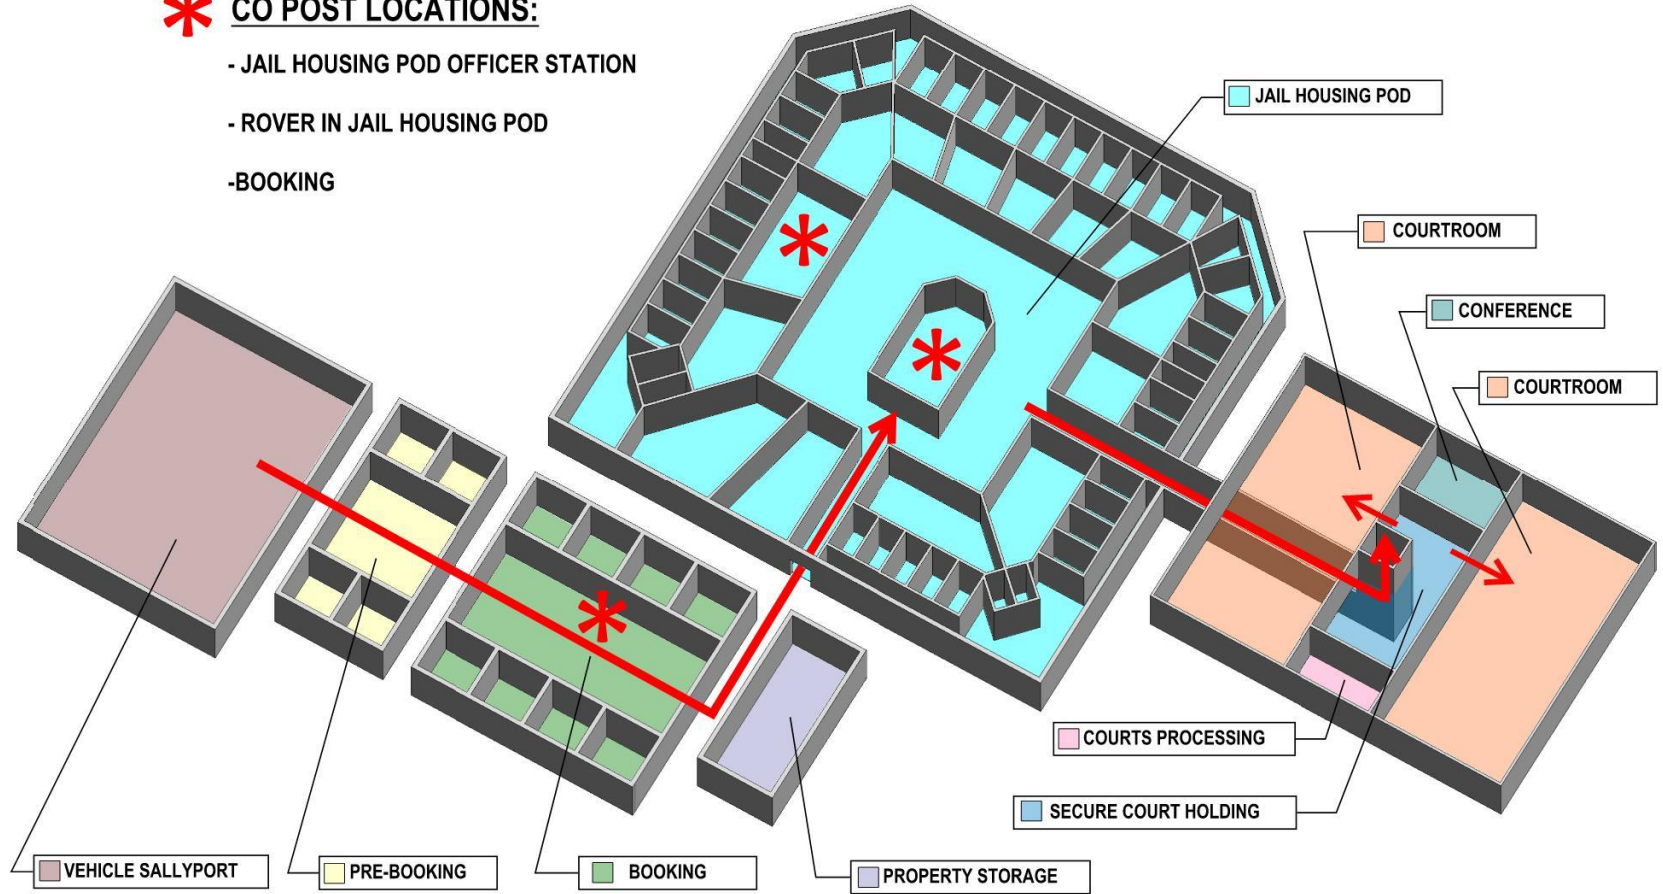 CO POST LOCATIONS:
- JAIL HOUSING POD OFFICER STATION
- ROVER IN JAIL HOUSING POD
-BOOKING
JAIL HOUSING POD
COURTROOM
CONFERENCE
COURTROOM
COURTS PROCESSING
SECURE COURT HOLDING
VEHICLE SALLYPORT
PRE-BOOKING
BOOKING
PROPERTY STORAGE